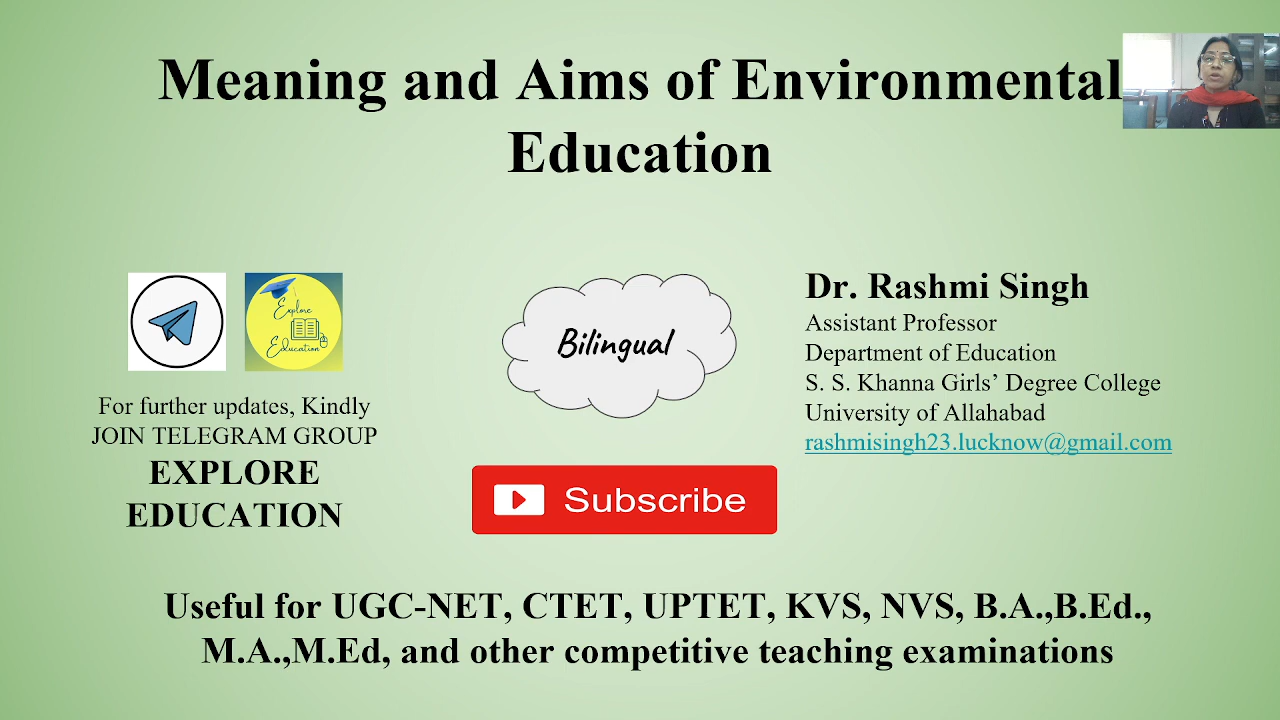 Meaning and Aims of Environmental
Education
Explore
Education
For further updates, Kindly
JOIN TELEGRAM GROUP
EXPLORE
EDUCATION
Bilingual
Subscribe
Dr. Rashmi Singh
Assistant Professor
Department of Education
S. S. Khanna Girls’ Degree College
University of Allahabad
rashmisingh23.lucknow@gmail.com
Useful for UGC-NET, CTET, UPTET, KVS, NVS, B.A.,B.Ed.,
M.A.,M.Ed, and other competitive teaching examinations